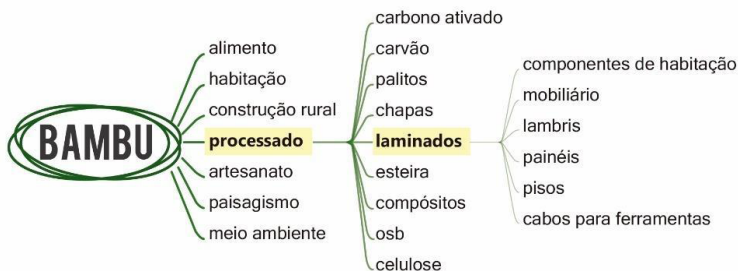 BAMBU
alimento
habitação
construção rural
processado
artesanato
paisagismo
meio ambiente
carbono ativado
carvão
palitos
chapas
laminados
esteira
compósitos
osb
celulose
componentes de habitação
mobiliário
lambris
painéis
pisos
cabos para ferramentas